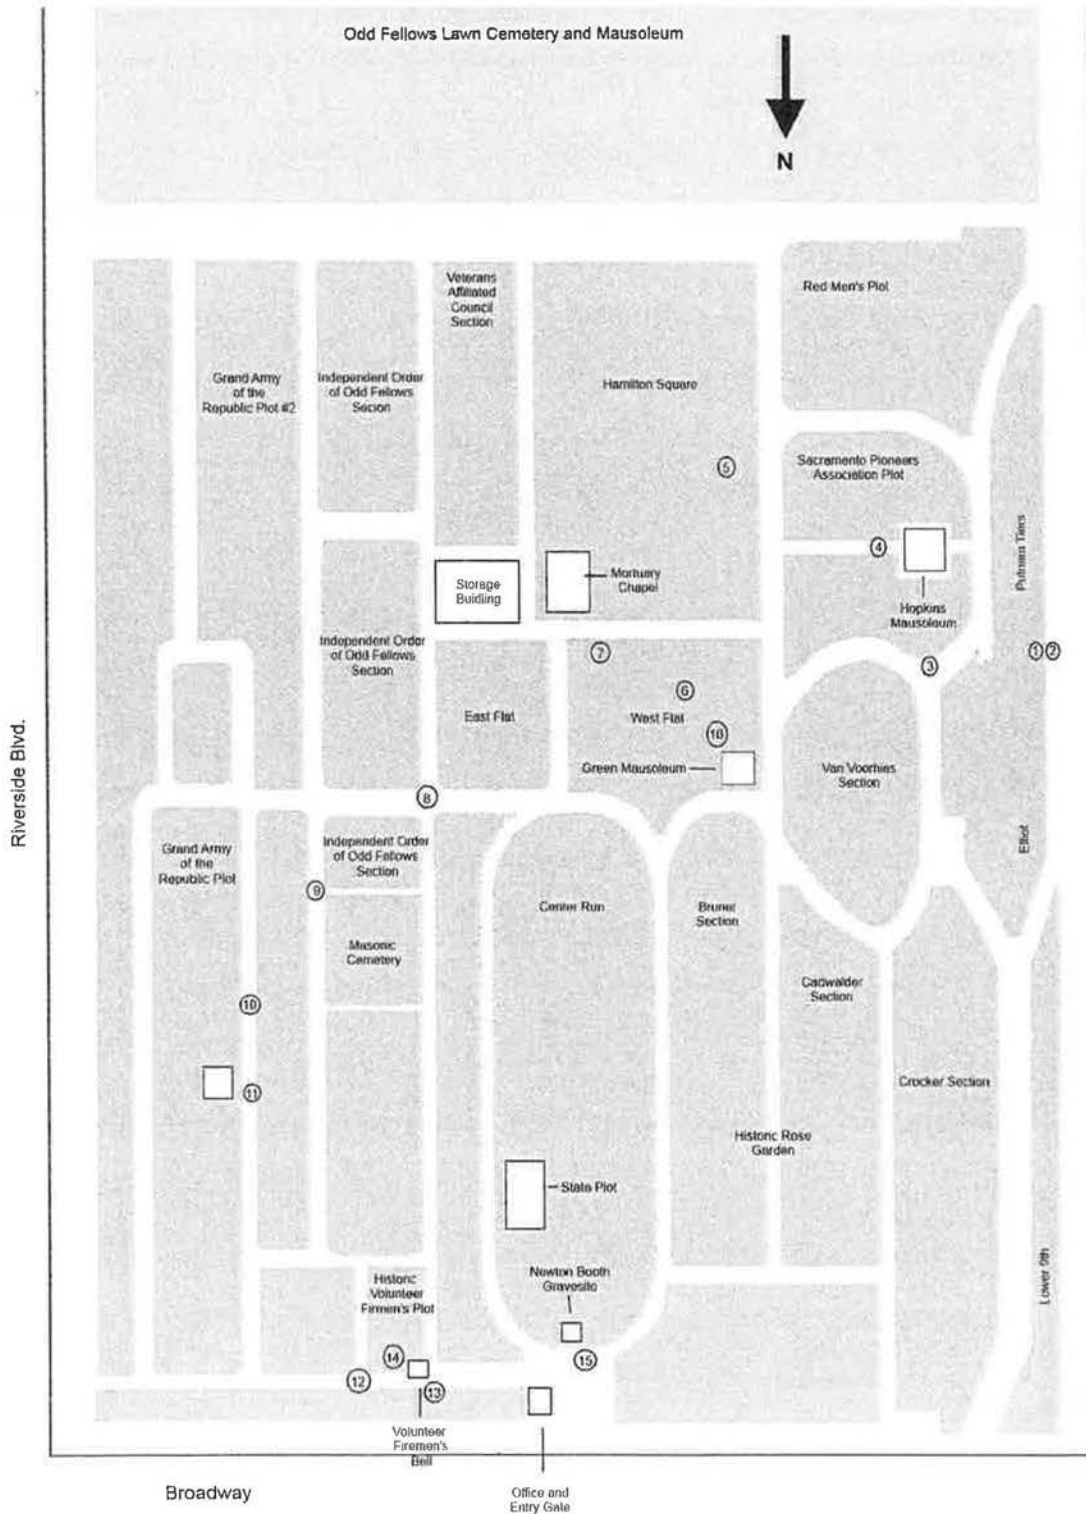 Odd Fellows Lawn Cemetery and Mausoleum
N
Veterans
Affiliated
Council
Section
Red Men's Plot
Grand Army
of the
Republic Plot #2
Independent Order
of Odd Fellows
Secion
Hamilton Square
5
Sacramento Pioneers
Association Plot
4
Putman Tiers
Storage
Buidling
Mortuary
Chapel
Hopkins
Mausoleum
Independent Order
of Odd Fellows
Section
7
3
1
2
6
East Flat
West Flat
Riverside Blvd.
Green Mausoleum
Van Voorhies
Section
8
Elliot
Grand Army
of the
Republic Plot
Independent Order
of Odd Fellows
Section
9
Center Run
Bruner
Section
Masonic
Cemetery
Cadwalder
Section
10
Crocker Section
11
Historic Rose
Garden
State Plot
Lower 9th
Historic
Volunteer
Firmen's Plot
Newton Booth
Gravesite
14
15
12
13
Volunteer
Firemen's
Bell
Broadway
Office and
Entry Gate